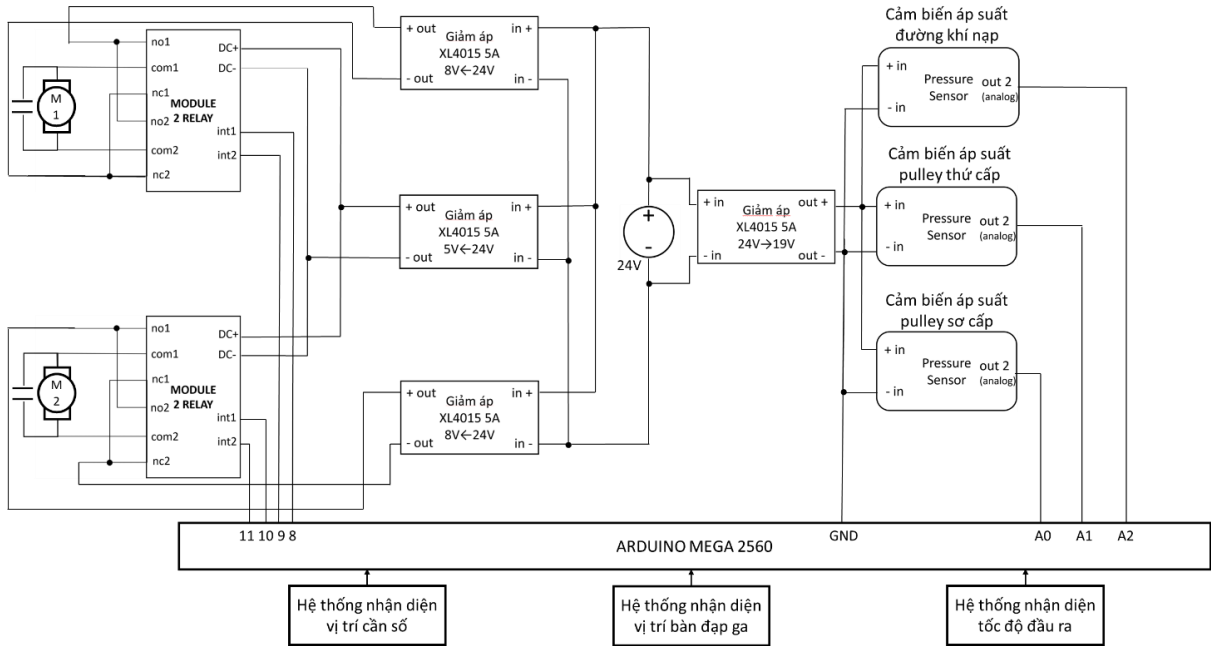 no1
com1
nc1
no2
com2
nc2
DC+
DC-
MODULE
2 RELAY
int1
int2
M
1
+ out
- out
Giảm áp
XL4015 5A
8V←24V
in +
in -
+ out
- out
Giảm áp
XL4015 5A
5V←24V
in +
in -
no1
com1
nc1
no2
com2
nc2
DC+
DC-
MODULE
2 RELAY
int1
int2
M
2
+ out
- out
Giảm áp
XL4015 5A
8V←24V
in +
in -
+
-
24V
+ in
- in
Giảm áp
XL4015 5A
24V→19V
out +
out -
Cảm biến áp suất
đường khí nạp
+ in
- in
Pressure
Sensor
out 2
(analog)
Cảm biến áp suất
pulley thứ cấp
+ in
- in
Pressure
Sensor
out 2
(analog)
Cảm biến áp suất
pulley sơ cấp
+ in
- in
Pressure
Sensor
out 2
(analog)
11 10 9 8
GND
A0
A1
A2
ARDUINO MEGA 2560
Hệ thống nhận diện
vị trí cần số
Hệ thống nhận diện
vị trí bàn đạp ga
Hệ thống nhận diện
tốc độ đầu ra